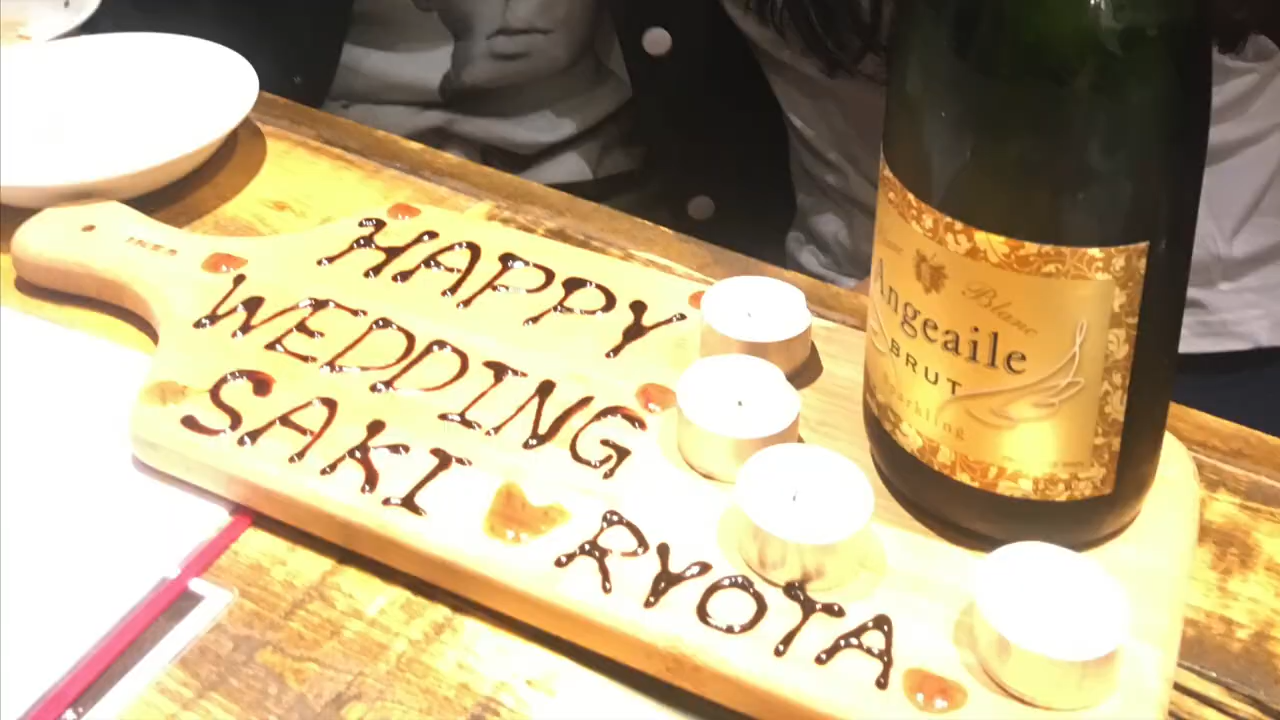 HAPPY
WEDDING
SAKI RYOTA
Blanc
Angeaile
BRUT
Sparkling